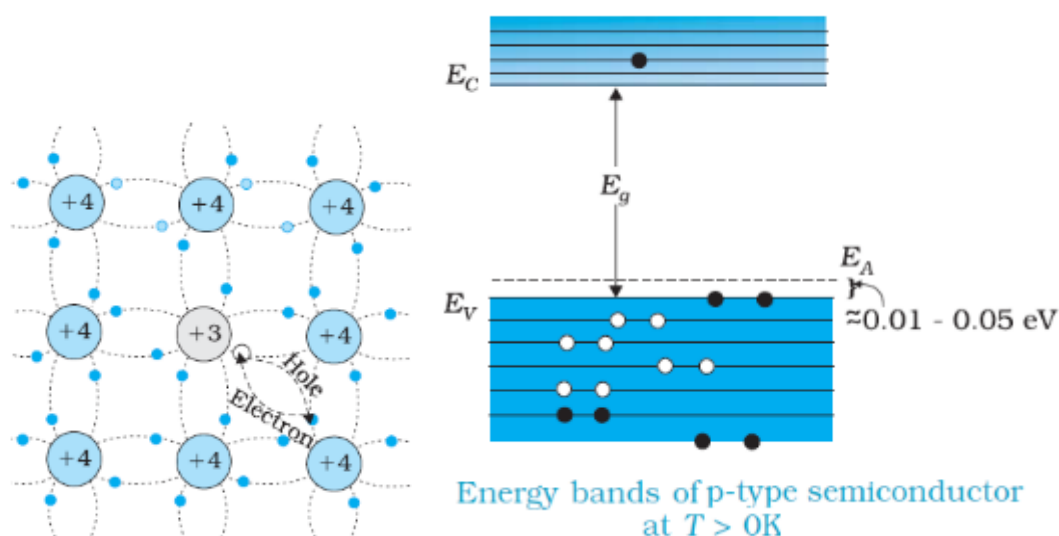 +4 +4 +4
+4 +3 +4
Hole
Electron
+4 +4 +4
E_C
E_g
E_A
E_V
≈0.01 - 0.05 eV
Energy bands of p-type semiconductor
at T > 0K